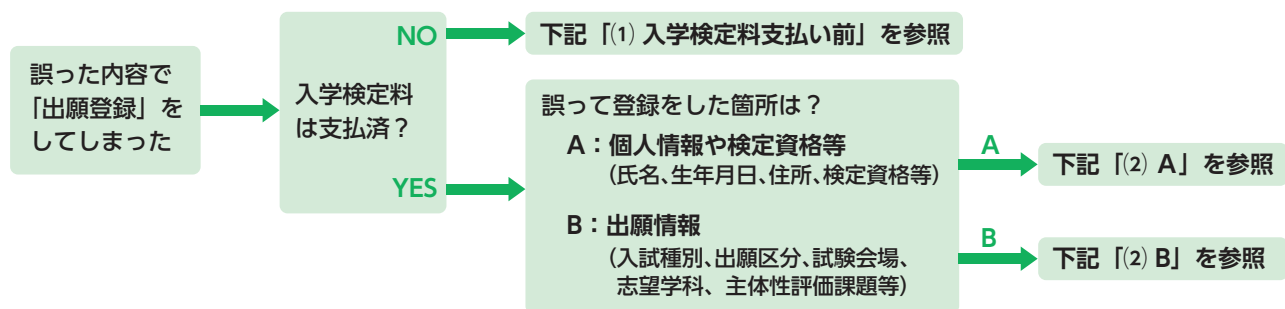 誤った内容で
「出願登録」を
してしまった
入学検定料
は支払済？
NO
下記「⑴ 入学検定料支払い前」を参照
YES
誤って登録をした箇所は？
A：個人情報や検定資格等
（氏名、生年月日、住所、検定資格等）
A
下記「⑵ A」を参照
B：出願情報
（入試種別、出願区分、試験会場、
志望学科、主体性評価課題等）
B
下記「⑵ B」を参照